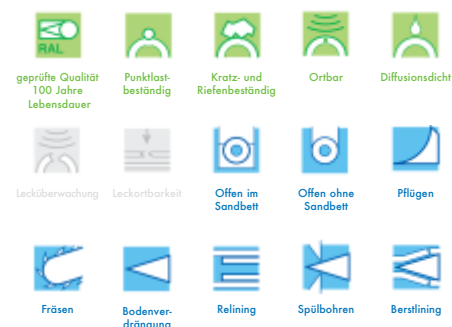 RAL
geprüfte Qualität
100 Jahre
Lebensdauer
Punktlast-
beständig
Kratz- und
Riefenbeständig
Ortbar
Diffusionsdicht
Lecküberwachung
Leckortbarkeit
Offen im
Sandbett
Offen ohne
Sandbett
Pflügen
Fräsen
Bodenver-
drängung
Relining
Spülbohren
Berstlining